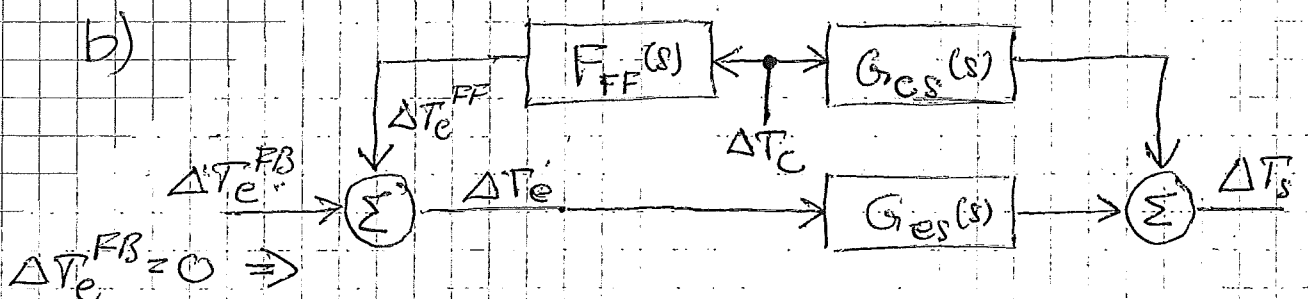 b)
F_FF(s)
G_cs(s)
ΔT_e^FF
ΔT_c
ΔT_e^FB
Σ
ΔT_e
G_es(s)
Σ
ΔT_s
ΔT_e^FB = 0 ⇒